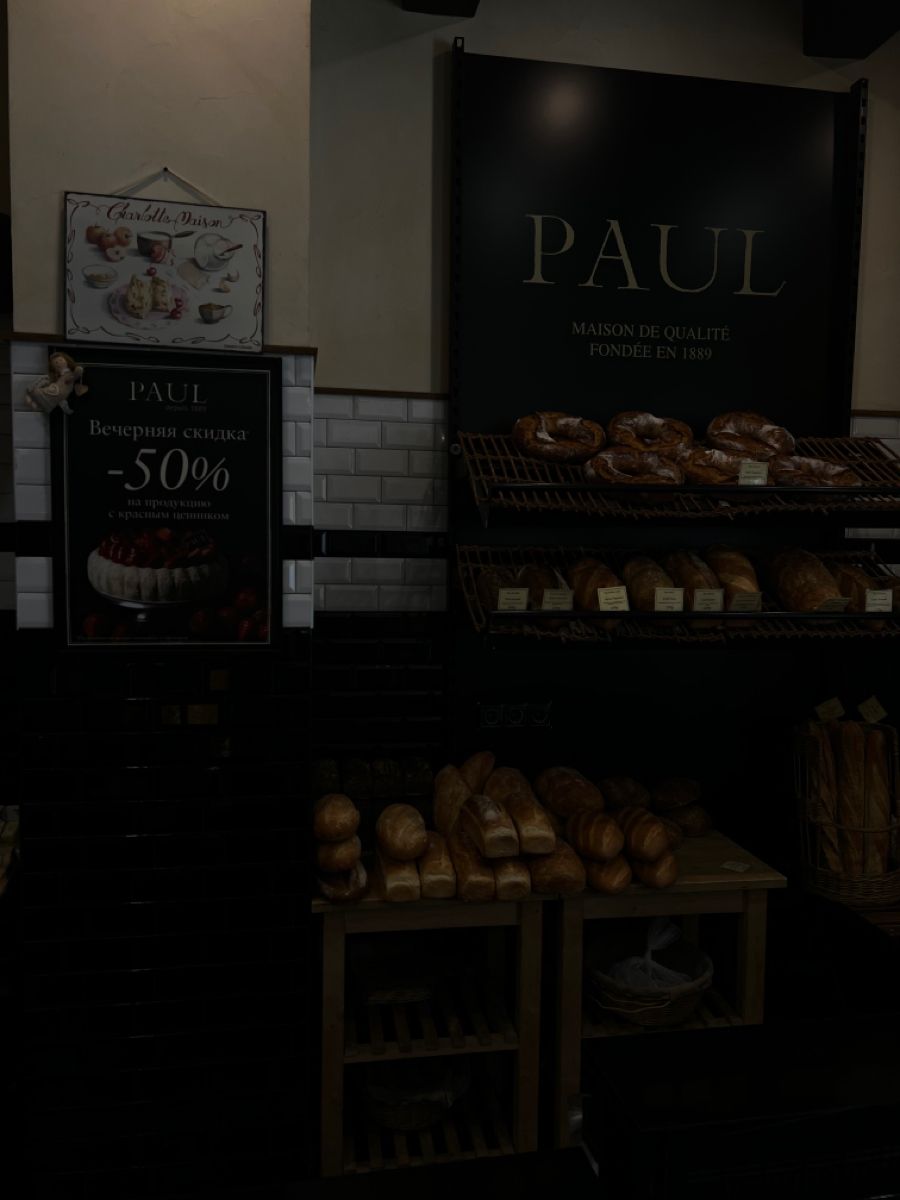 Charlotte Maison
PAUL
depuis 1889
Вечерняя скидка
-50%
на продукцию
с красным ценником
PAUL
MAISON DE QUALITÉ
FONDÉE EN 1889